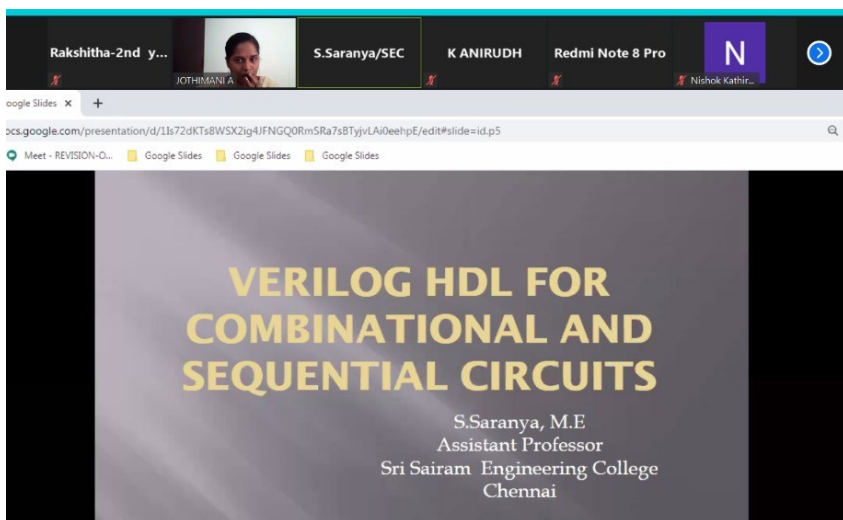 Rakshitha-2nd y...
JOTHIMANI A
S.Saranya/SEC
K ANIRUDH
Redmi Note 8 Pro
N
Nishok Kathir...
oogle Slides × +
ocs.google.com/presentation/d/1Is72dKTs8WSX2ig4JFNGQ0RmSRa7sBTyjvLAi0eehpE/edit#slide=id.p5
Meet - REVISION-O... Google Slides Google Slides Google Slides
VERILOG HDL FOR
COMBINATIONAL AND
SEQUENTIAL CIRCUITS
S.Saranya, M.E
Assistant Professor
Sri Sairam Engineering College
Chennai